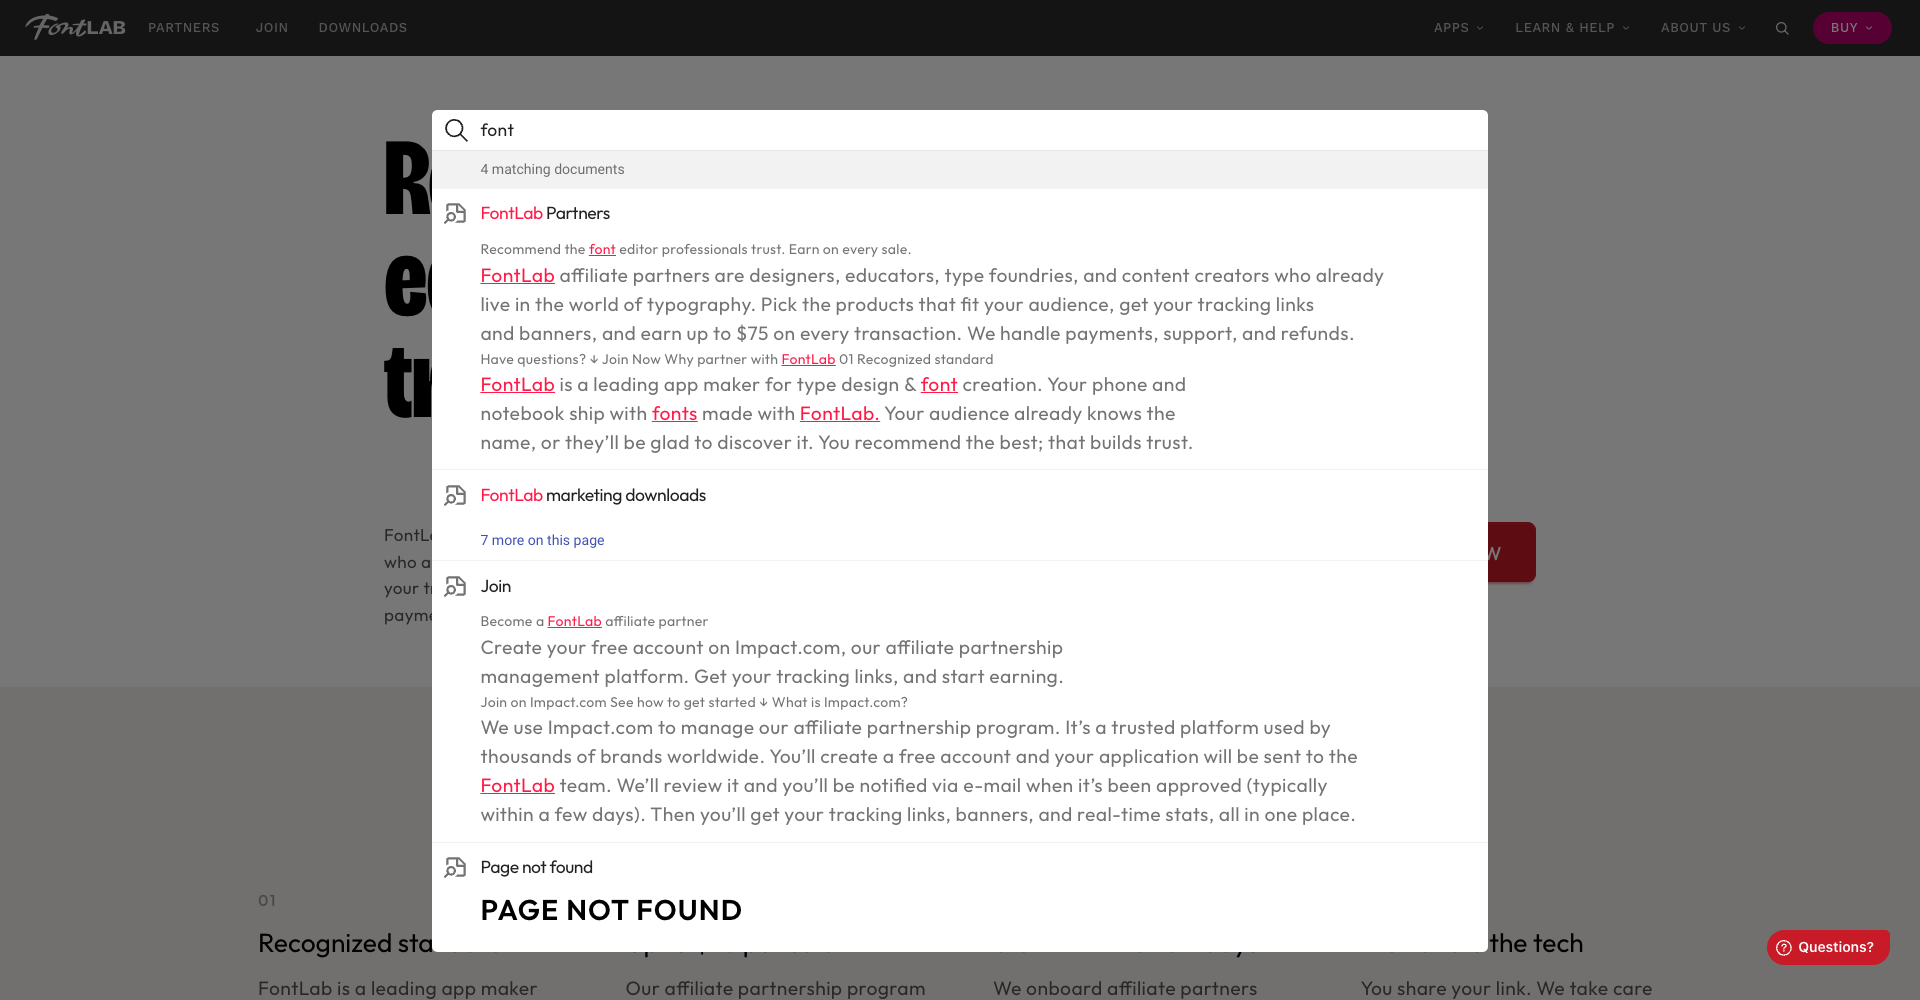 FontLAB PARTNERS JOIN DOWNLOADS APPS LEARN & HELP ABOUT US BUY
font
4 matching documents
FontLab Partners
Recommend the font editor professionals trust. Earn on every sale.
FontLab affiliate partners are designers, educators, type foundries, and content creators who already
live in the world of typography. Pick the products that fit your audience, get your tracking links
and banners, and earn up to $75 on every transaction. We handle payments, support, and refunds.
Have questions? ↓ Join Now Why partner with FontLab 01 Recognized standard
FontLab is a leading app maker for type design & font creation. Your phone and
notebook ship with fonts made with FontLab. Your audience already knows the
name, or they’ll be glad to discover it. You recommend the best; that builds trust.
FontLab marketing downloads
7 more on this page
Join
Become a FontLab affiliate partner
Create your free account on Impact.com, our affiliate partnership
management platform. Get your tracking links, and start earning.
Join on Impact.com See how to get started ↓ What is Impact.com?
We use Impact.com to manage our affiliate partnership program. It’s a trusted platform used by
thousands of brands worldwide. You’ll create a free account and your application will be sent to the
FontLab team. We’ll review it and you’ll be notified via e-mail when it’s been approved (typically
within a few days). Then you’ll get your tracking links, banners, and real-time stats, all in one place.
Page not found
PAGE NOT FOUND
who
your
01
Recognized the tech
Questions?
FontLab is a leading app maker Our affiliate partnership program We onboard affiliate partners You share your link. We take care